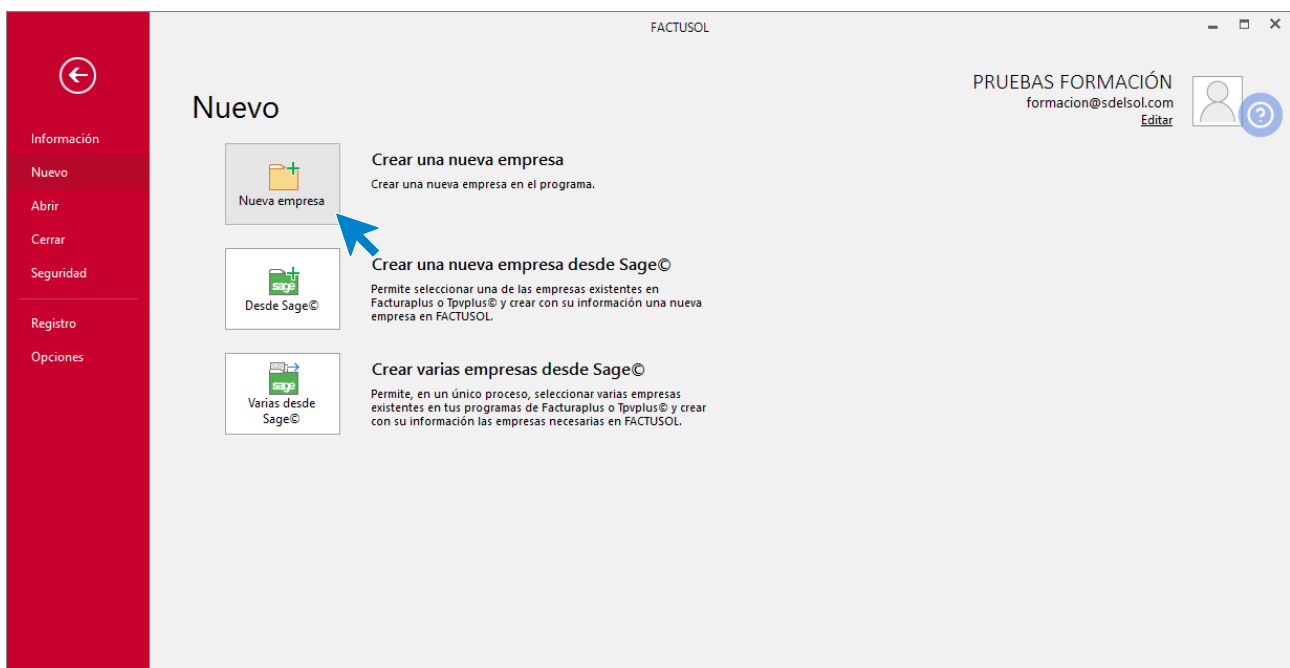 FACTUSOL
PRUEBAS FORMACIÓN
formacion@sdelsol.com
Editar
?
Información
Nuevo
Abrir
Cerrar
Seguridad
Registro
Opciones
Nuevo
Nueva empresa
Crear una nueva empresa
Crear una nueva empresa en el programa.
sage
Desde Sage©
Crear una nueva empresa desde Sage©
Permite seleccionar una de las empresas existentes en
Facturaplus o Tpvplus© y crear con su información una nueva
empresa en FACTUSOL.
sage
Varias desde
Sage©
Crear varias empresas desde Sage©
Permite, en un único proceso, seleccionar varias empresas
existentes en tus programas de Facturaplus o Tpvplus© y crear
con su información las empresas necesarias en FACTUSOL.